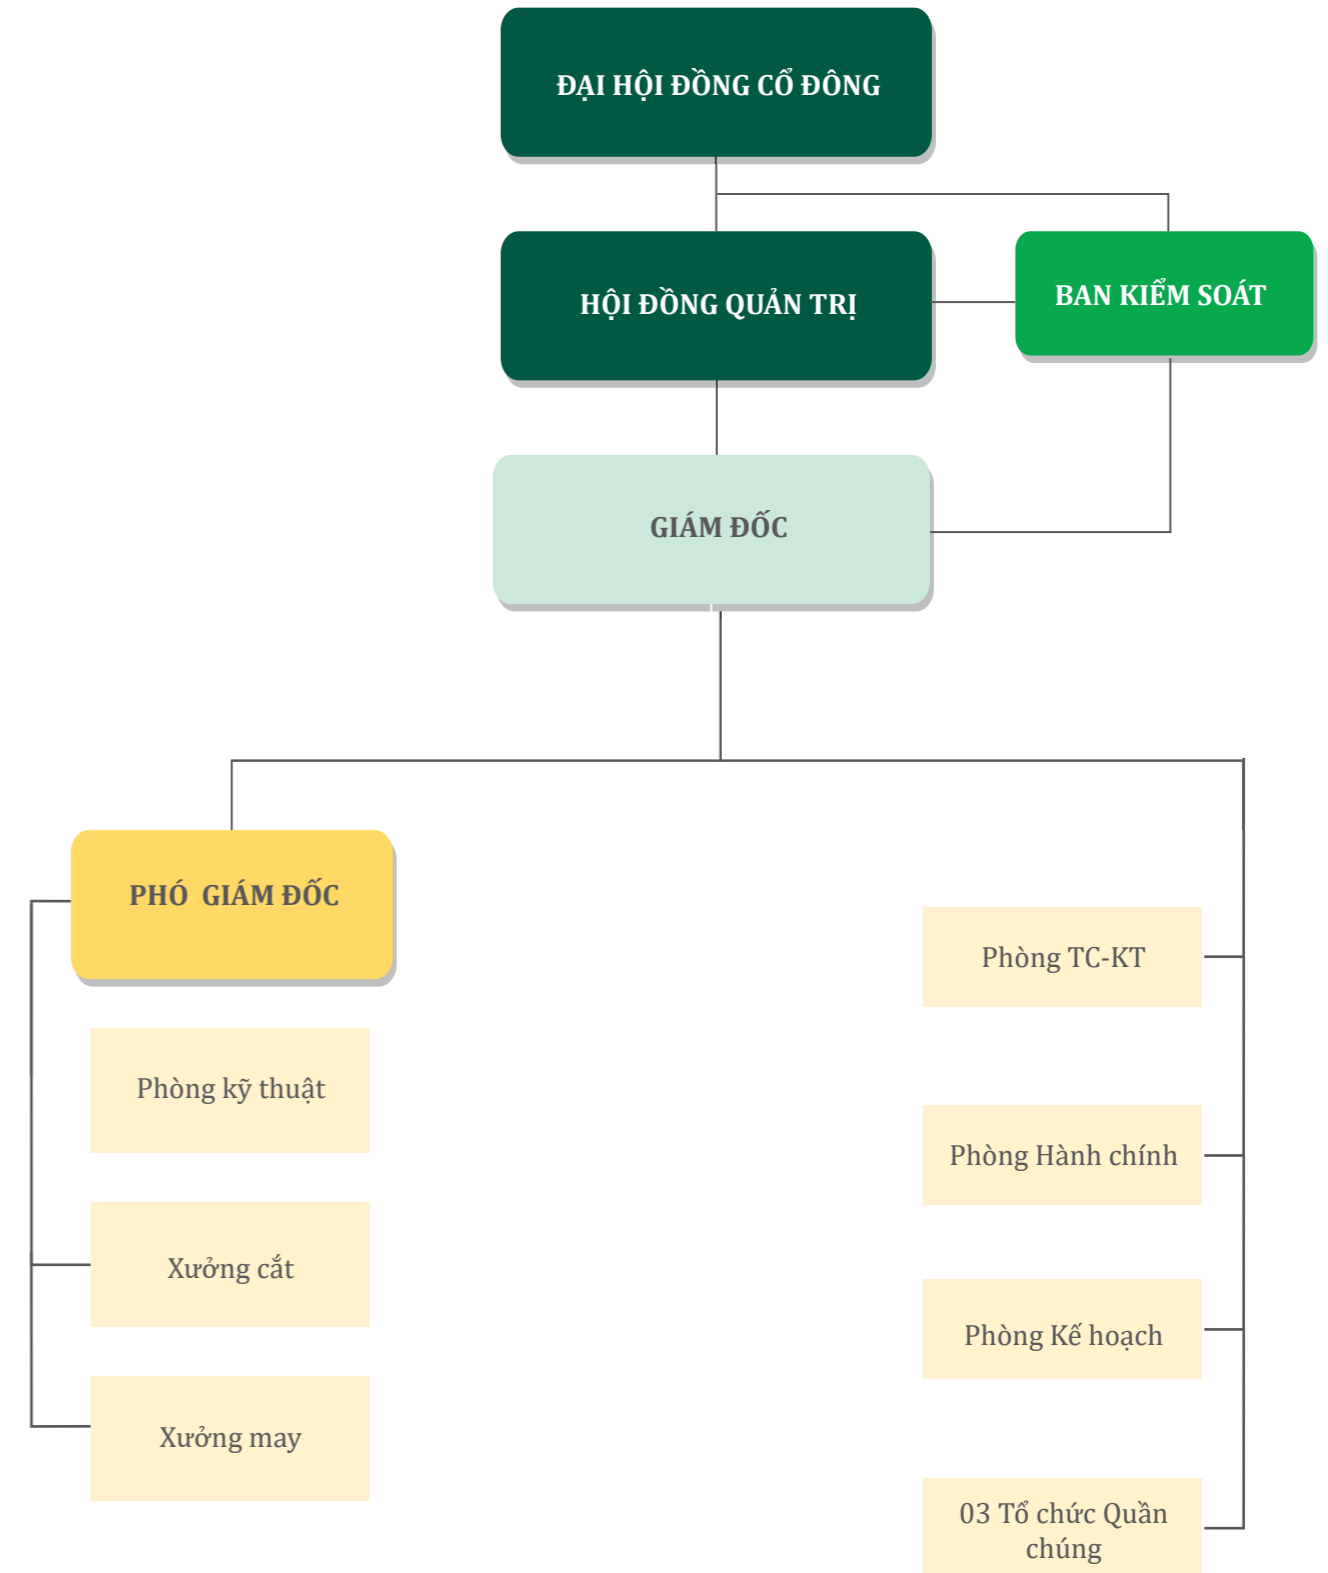 ĐẠI HỘI ĐỒNG CỔ ĐÔNG
HỘI ĐỒNG QUẢN TRỊ
BAN KIỂM SOÁT
GIÁM ĐỐC
PHÓ GIÁM ĐỐC
Phòng kỹ thuật
Xưởng cắt
Xưởng may
Phòng TC-KT
Phòng Hành chính
Phòng Kế hoạch
03 Tổ chức Quần
chúng